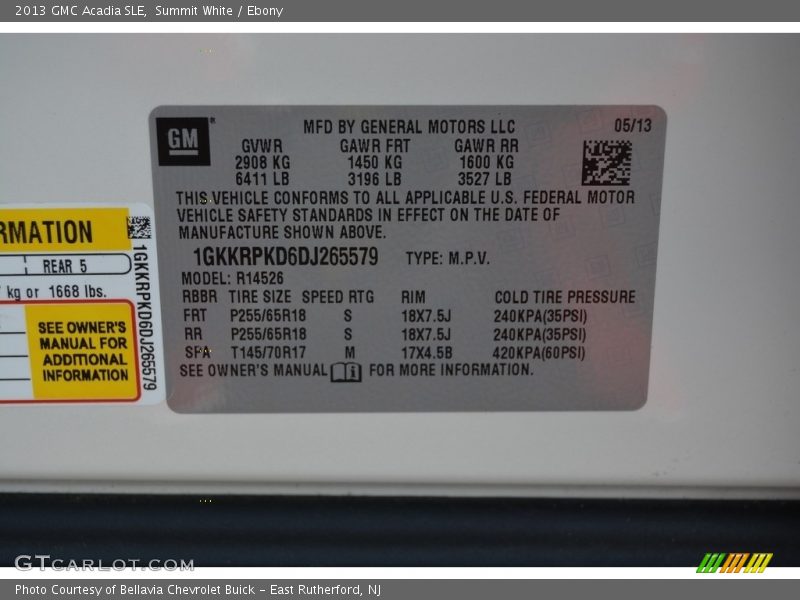 2013 GMC Acadia SLE,  Summit White / Ebony
GM
MFD BY GENERAL MOTORS LLC 05/13
GVWR GAWR FRT GAWR RR
2908 KG 1450 KG 1600 KG
6411 LB 3196 LB 3527 LB
THIS VEHICLE CONFORMS TO ALL APPLICABLE U.S. FEDERAL MOTOR
VEHICLE SAFETY STANDARDS IN EFFECT ON THE DATE OF
MANUFACTURE SHOWN ABOVE.
1GKKRPKD6DJ265579 TYPE: M.P.V.
MODEL: R14526
RBBR TIRE SIZE SPEED RTG RIM COLD TIRE PRESSURE
FRT P255/65R18 S 18X7.5J 240KPA(35PSI)
RR P255/65R18 S 18X7.5J 240KPA(35PSI)
SPA T145/70R17 M 17X4.5B 420KPA(60PSI)
SEE OWNER'S MANUAL FOR MORE INFORMATION.
RMATION
REAR 5
kg or 1668 lbs.
SEE OWNER'S
MANUAL FOR
ADDITIONAL
INFORMATION
1GKKRPKD6DJ265579
GTCARLOT.COM
Photo Courtesy of Bellavia Chevrolet Buick - East Rutherford, NJ